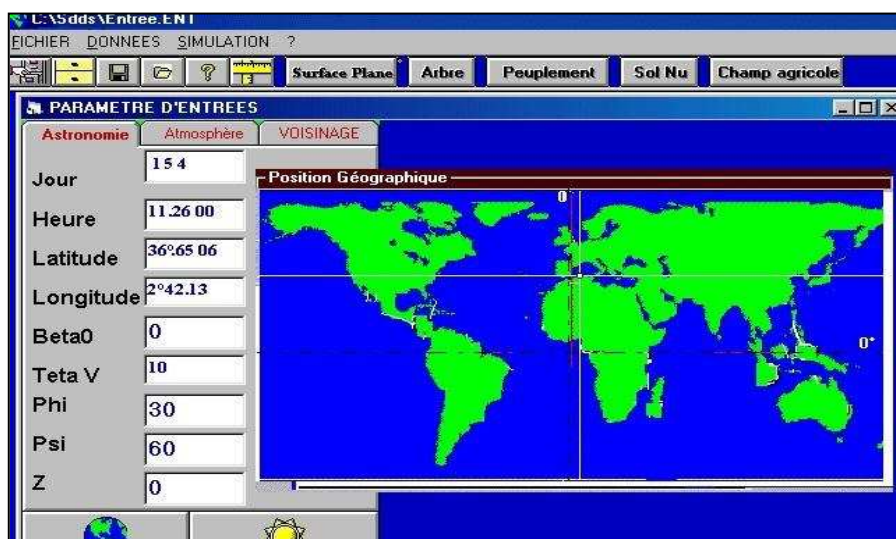 C:\Sdds\Entree.ENT
FICHIER DONNEES SIMULATION ?
Surface Plane Arbre Peuplement Sol Nu Champ agricole
PARAMETRE D'ENTREES
Astronomie Atmosphère VOISINAGE
Jour 15 4
Position Géographique
0
Heure 11.26 00
Latitude 36°.65 06
Longitude 2°42.13
Beta0 0
0°
Teta V 10
Phi 30
Psi 60
Z 0